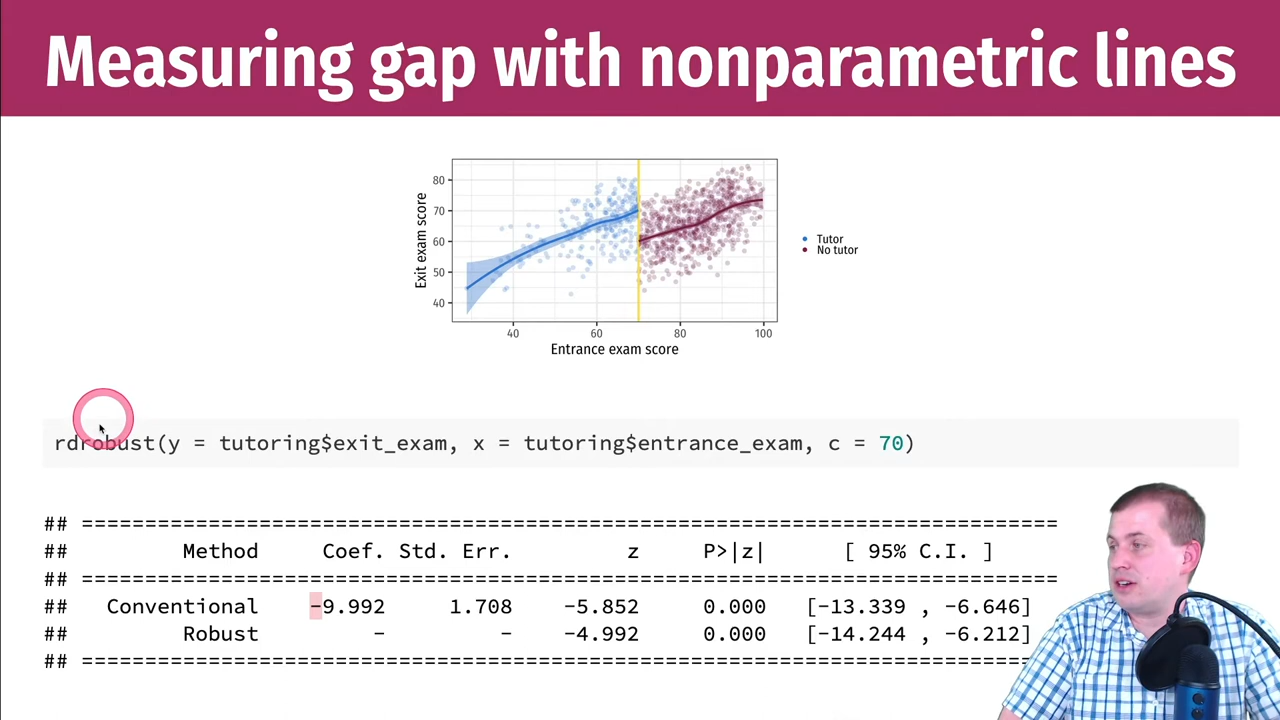 Measuring gap with nonparametric lines
80
70
60
50
40
Exit exam score
40 60 80 100
Entrance exam score
Tutor
No tutor
rdrobust(y = tutoring$exit_exam, x = tutoring$entrance_exam, c = 70)
## =============================================================================
## Method Coef. Std. Err. z P>|z| [ 95% C.I. ]
## =============================================================================
## Conventional -9.992 1.708 -5.852 0.000 [-13.339 , -6.646]
## Robust - - -4.992 0.000 [-14.244 , -6.212]
## =============================================================================